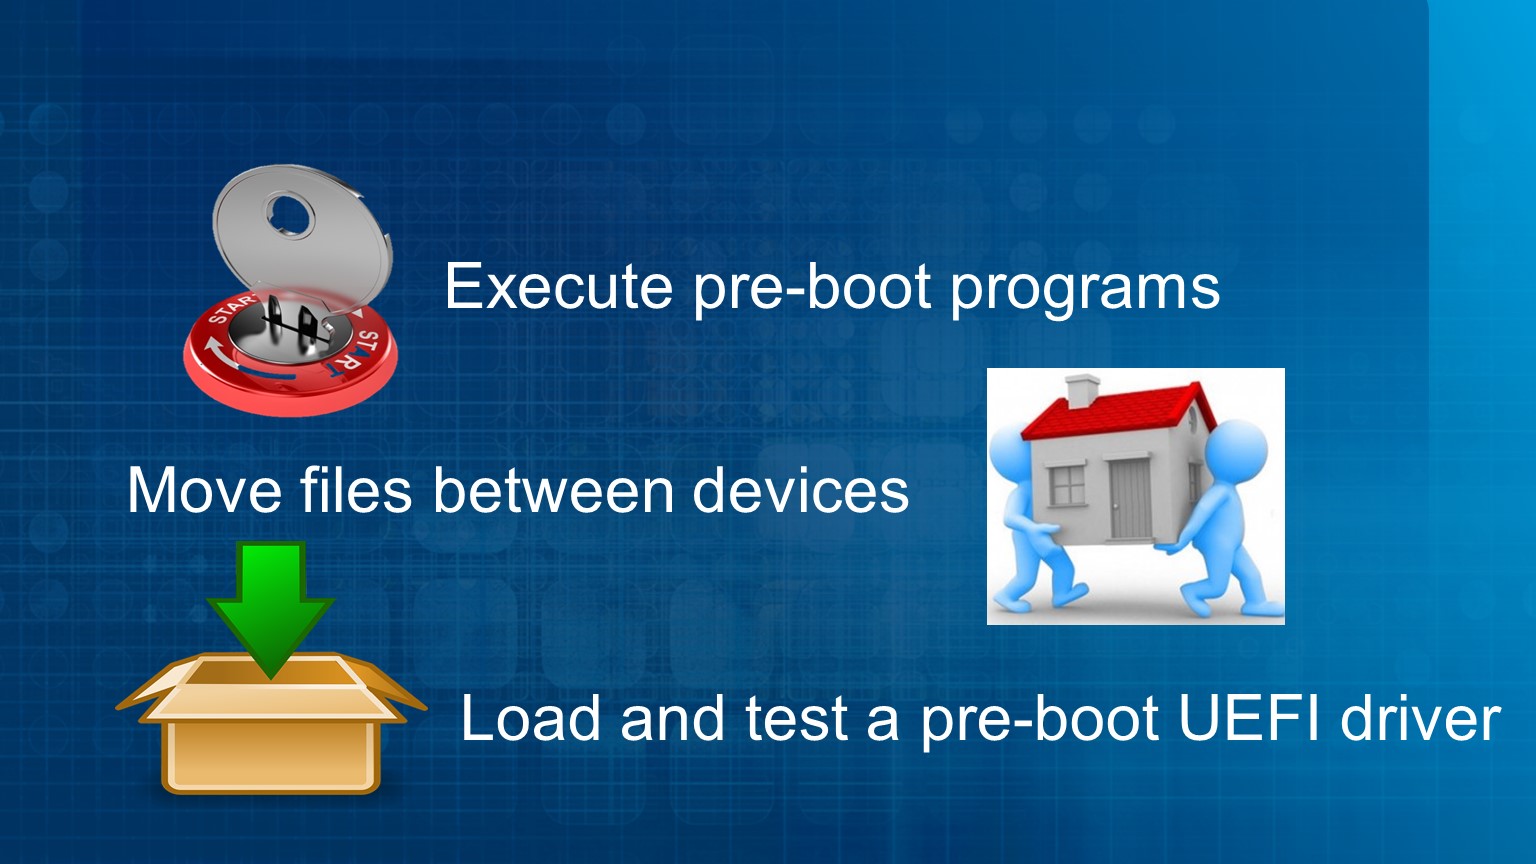 START
START
Execute pre-boot programs
Move files between devices
Load and test a pre-boot UEFI driver